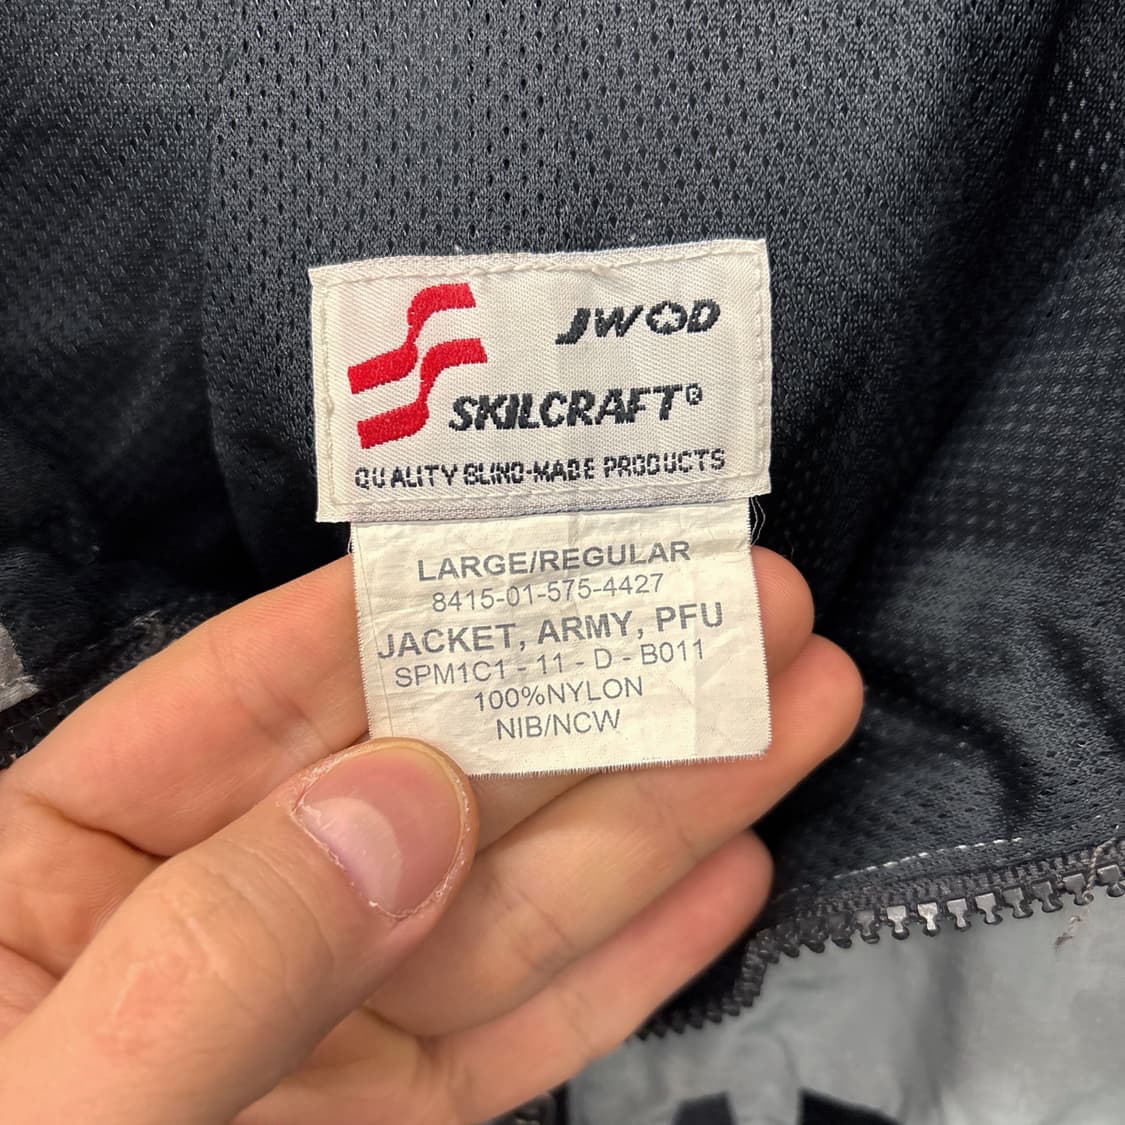 JWOD
SKILCRAFT®
QUALITY BLIND-MADE PRODUCTS
LARGE/REGULAR
8415-01-575-4427
JACKET, ARMY, PFU
SPM1C1 - 11 - D - B011
100%NYLON
NIB/NCW